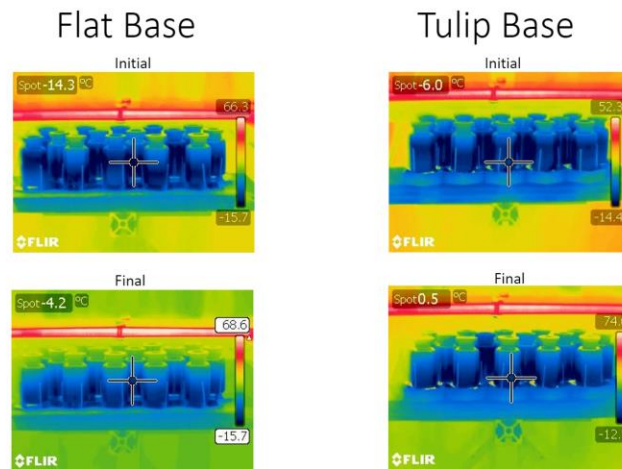 Flat Base
Initial
Spot -14.3 °C
66.3
-15.7
FLIR
Final
Spot -4.2 °C
68.6
-15.7
FLIR
Tulip Base
Initial
Spot -6.0 °C
52.3
-14.4
FLIR
Final
Spot 0.5 °C
FLIR